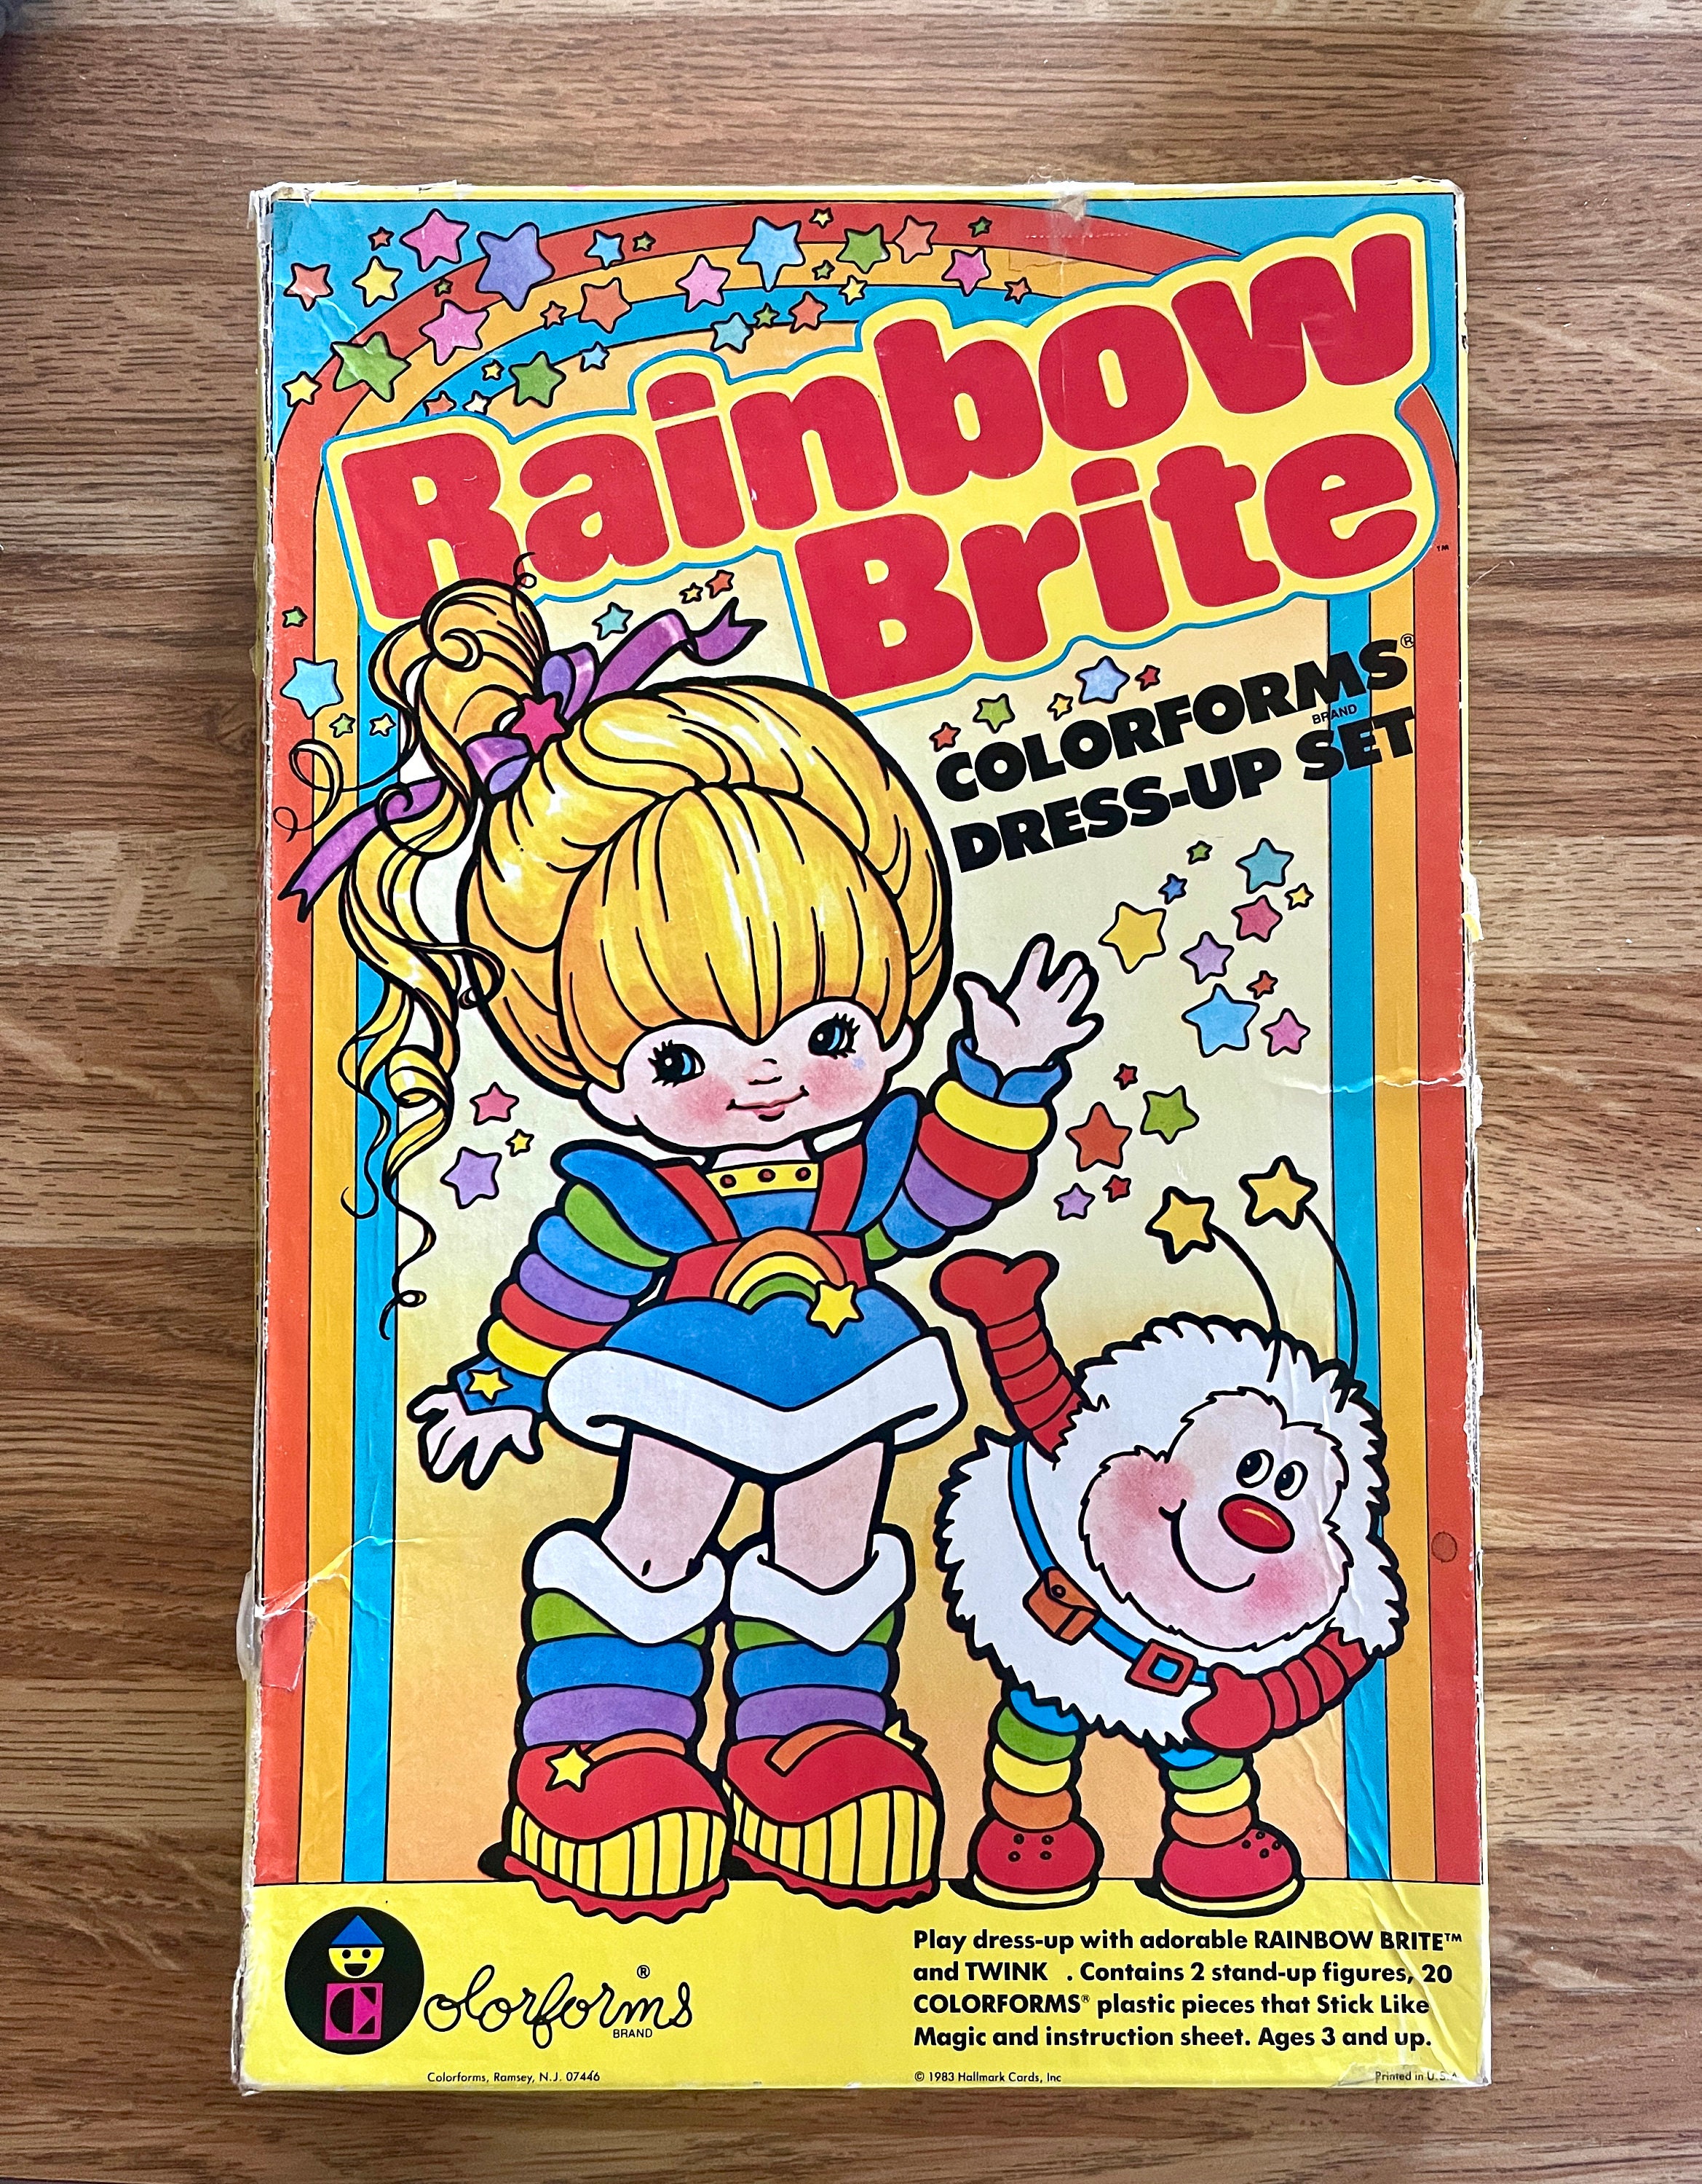 Rainbow
Brite™
COLORFORMS®
BRAND
DRESS-UP SET
Colorforms®
BRAND
Colorforms, Ramsey, N.J. 07446
Play dress-up with adorable RAINBOW BRITE™
and TWINK . Contains 2 stand-up figures, 20
COLORFORMS® plastic pieces that Stick Like
Magic and instruction sheet. Ages 3 and up.
© 1983 Hallmark Cards, Inc
Printed in U.S.A.